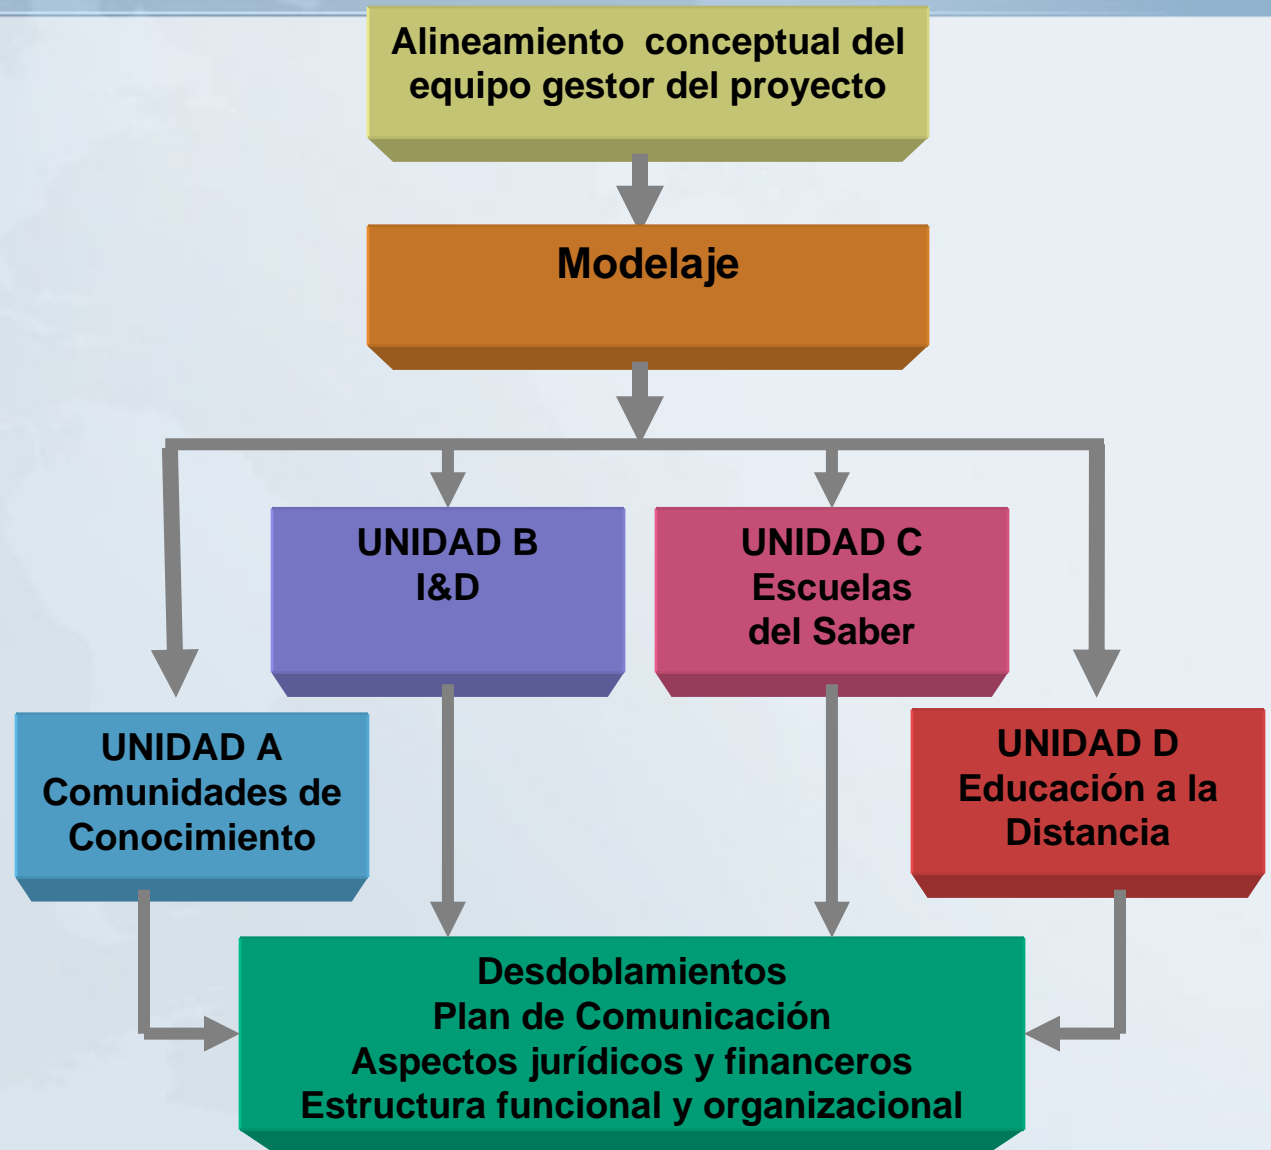 Alineamiento conceptual del
equipo gestor del proyecto
Modelaje
UNIDAD B
I&D
UNIDAD C
Escuelas
del Saber
UNIDAD A
Comunidades de
Conocimiento
UNIDAD D
Educación a la
Distancia
Desdoblamientos
Plan de Comunicación
Aspectos jurídicos y financeros
Estructura funcional y organizacional